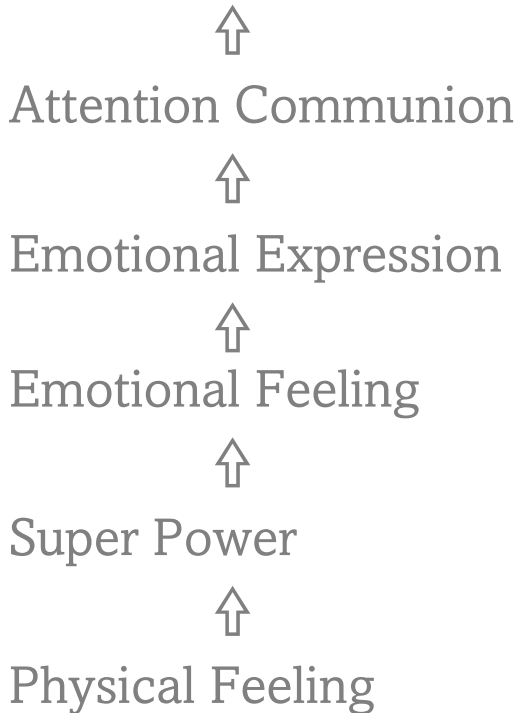 Attention Communion
Emotional Expression
Emotional Feeling
Super Power
Physical Feeling